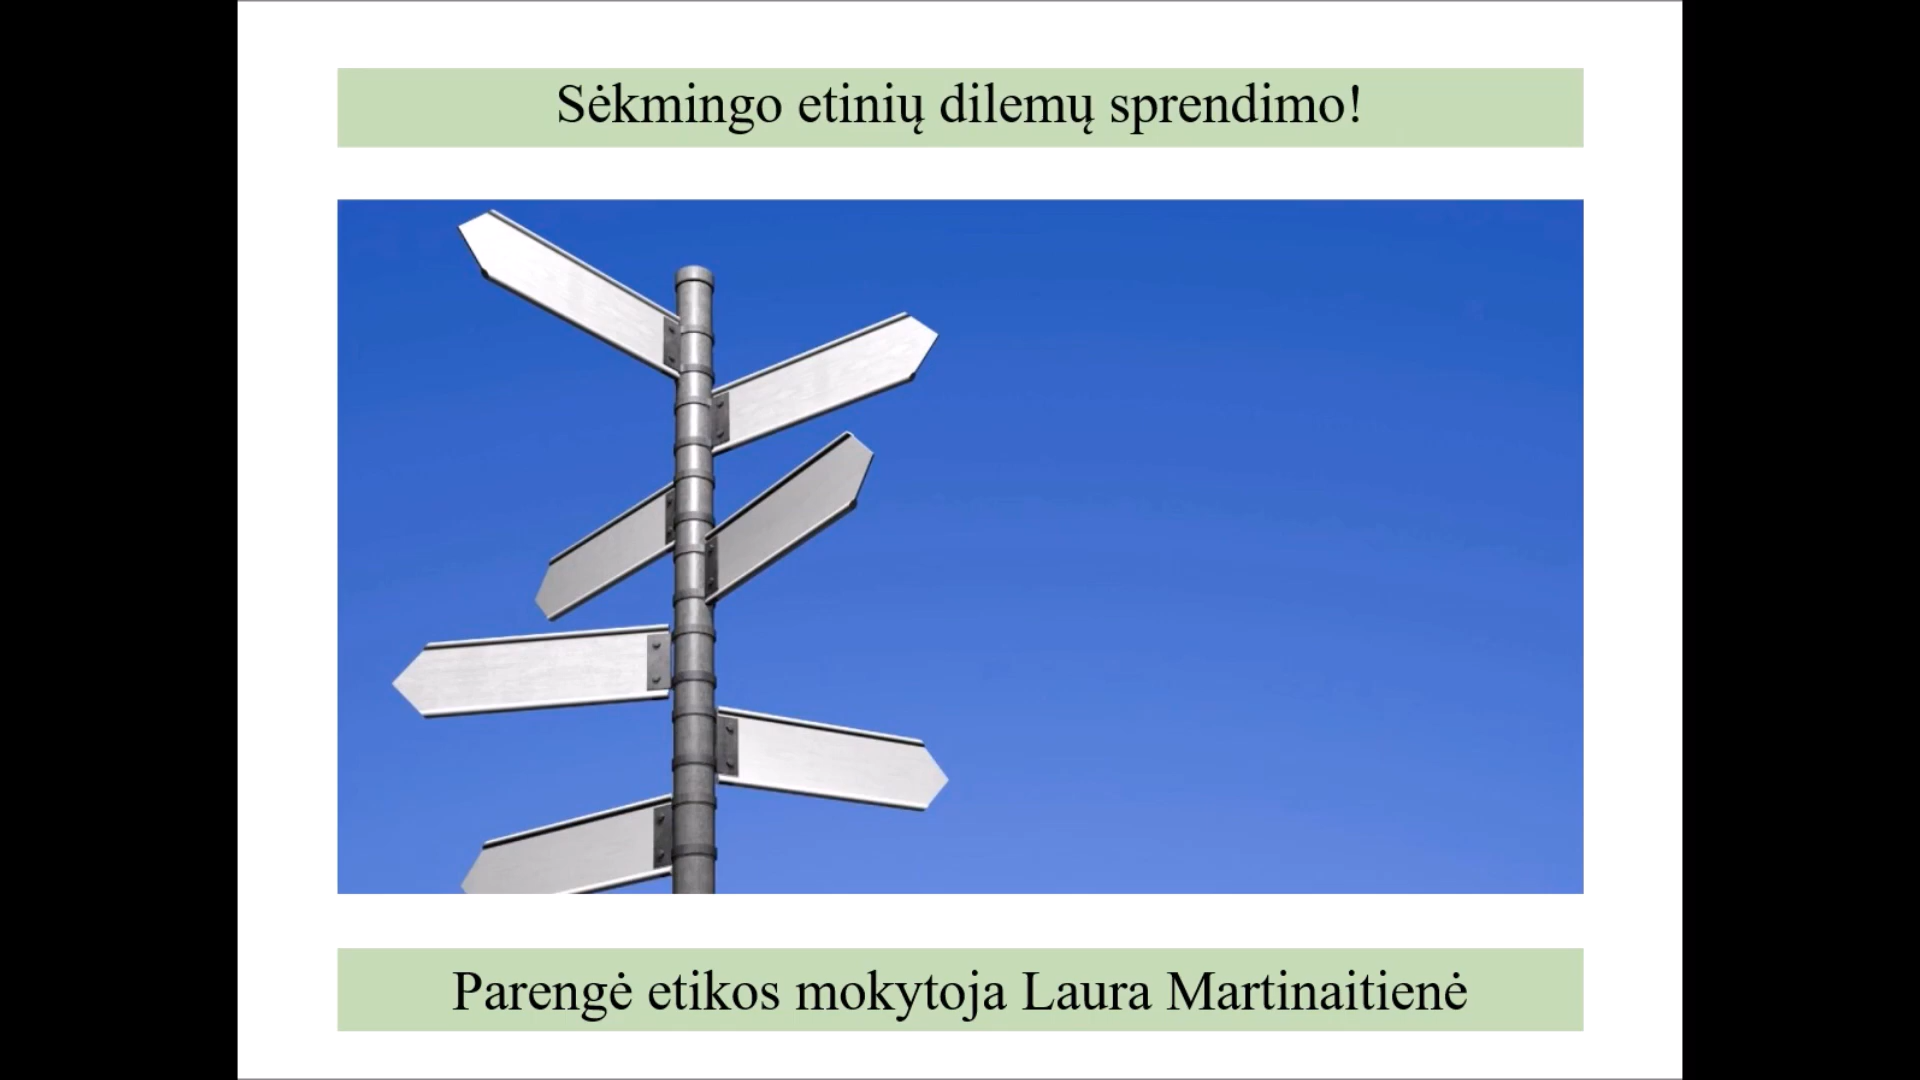 Sėkmingo etinių dilemų sprendimo!
Parengė etikos mokytoja Laura Martinaitienė